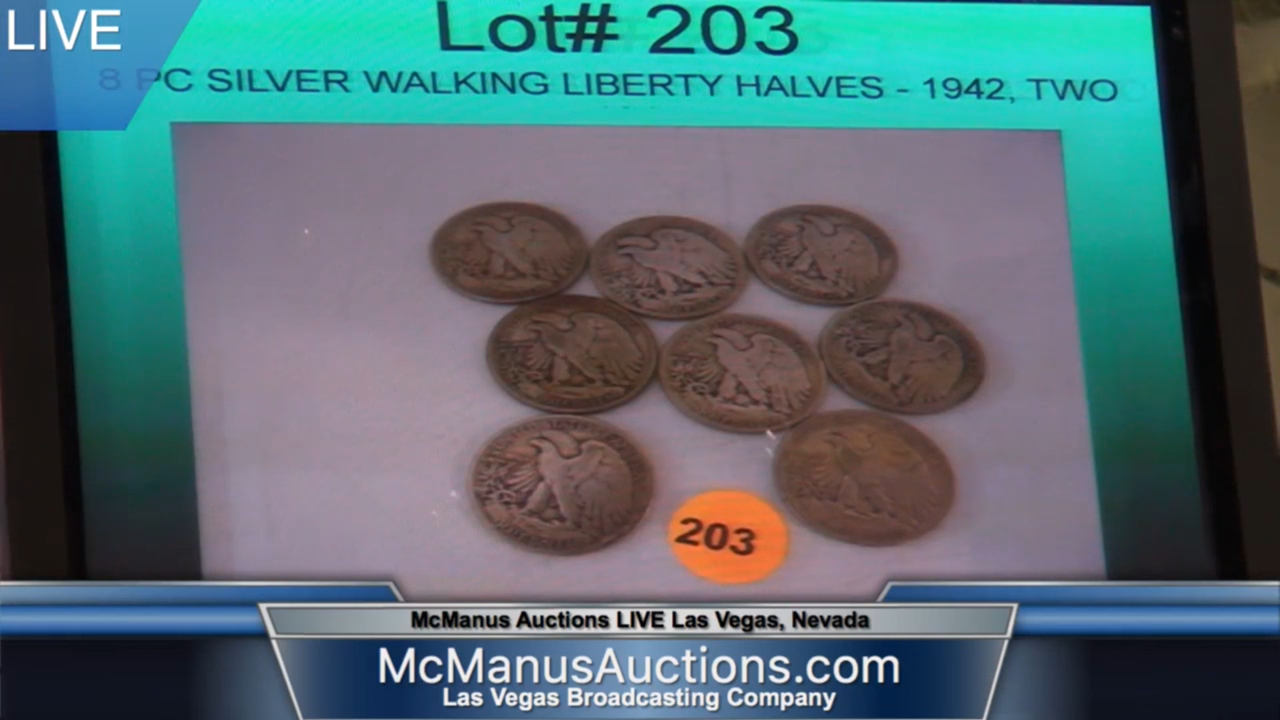 LIVE
Lot# 203
8 PC SILVER WALKING LIBERTY HALVES - 1942, TWO
203
McManus Auctions LIVE Las Vegas, Nevada
McManusAuctions.com
Las Vegas Broadcasting Company